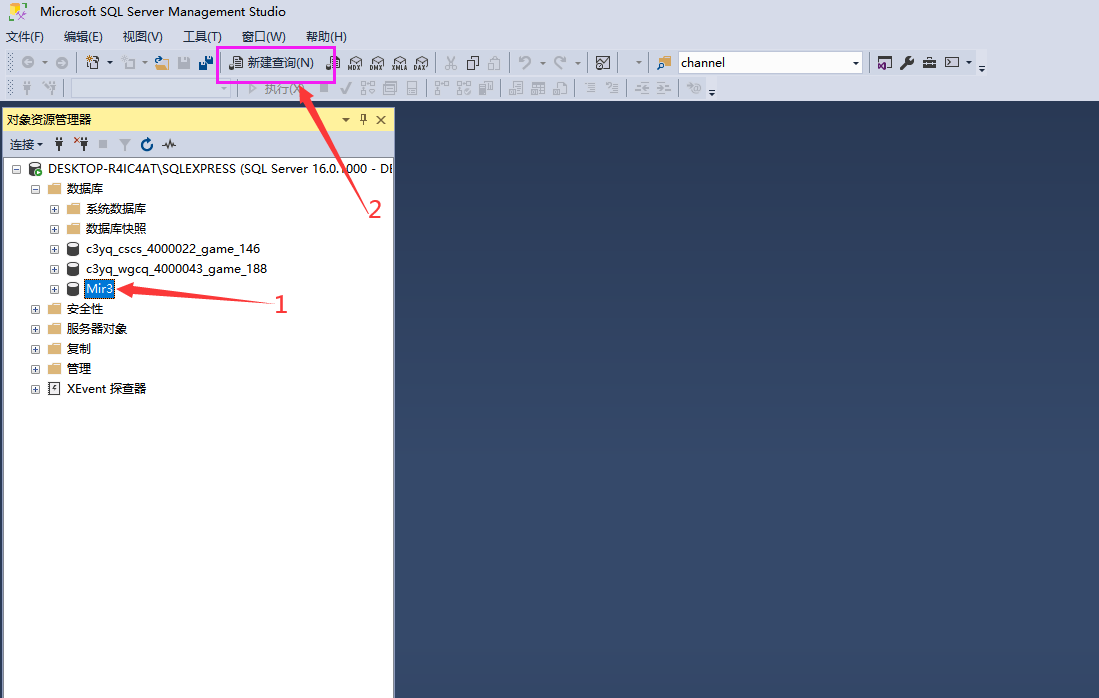 Microsoft SQL Server Management Studio
文件(F) 编辑(E) 视图(V) 工具(T) 窗口(W) 帮助(H)
新建查询(N) MDX DMX XMLA DAX channel
执行(X)
对象资源管理器
连接
DESKTOP-R4IC4AT\SQLEXPRESS (SQL Server 16.0.1000 - DE
数据库
系统数据库
数据库快照
c3yq_cscs_4000022_game_146
c3yq_wgcq_4000043_game_188
Mir3
安全性
服务器对象
复制
管理
XEvent 探查器
2
1